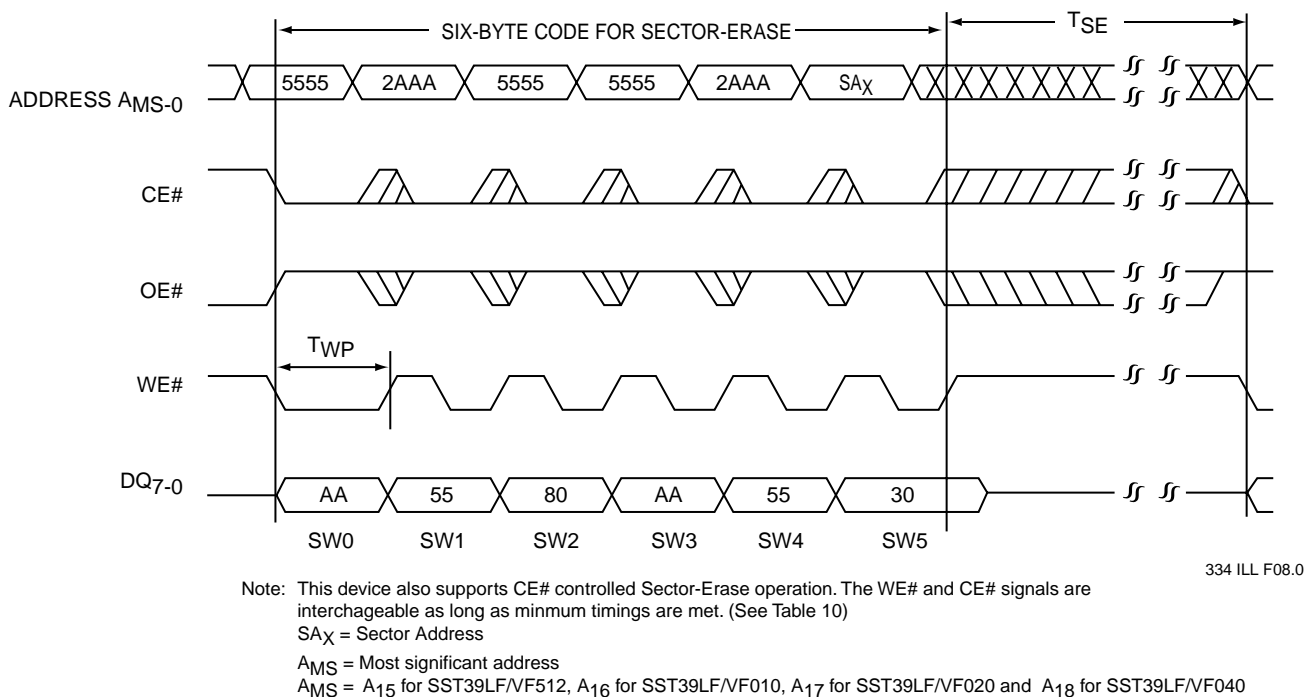 SIX-BYTE CODE FOR SECTOR-ERASE TSE
ADDRESS AMS-0 5555 2AAA 5555 5555 2AAA SAX
CE#
OE#
TWP
WE#
DQ7-0 AA 55 80 AA 55 30
SW0 SW1 SW2 SW3 SW4 SW5
334 ILL F08.0
Note: This device also supports CE# controlled Sector-Erase operation. The WE# and CE# signals are
interchageable as long as minmum timings are met. (See Table 10)
SAX = Sector Address
AMS = Most significant address
AMS = A15 for SST39LF/VF512, A16 for SST39LF/VF010, A17 for SST39LF/VF020 and A18 for SST39LF/VF040